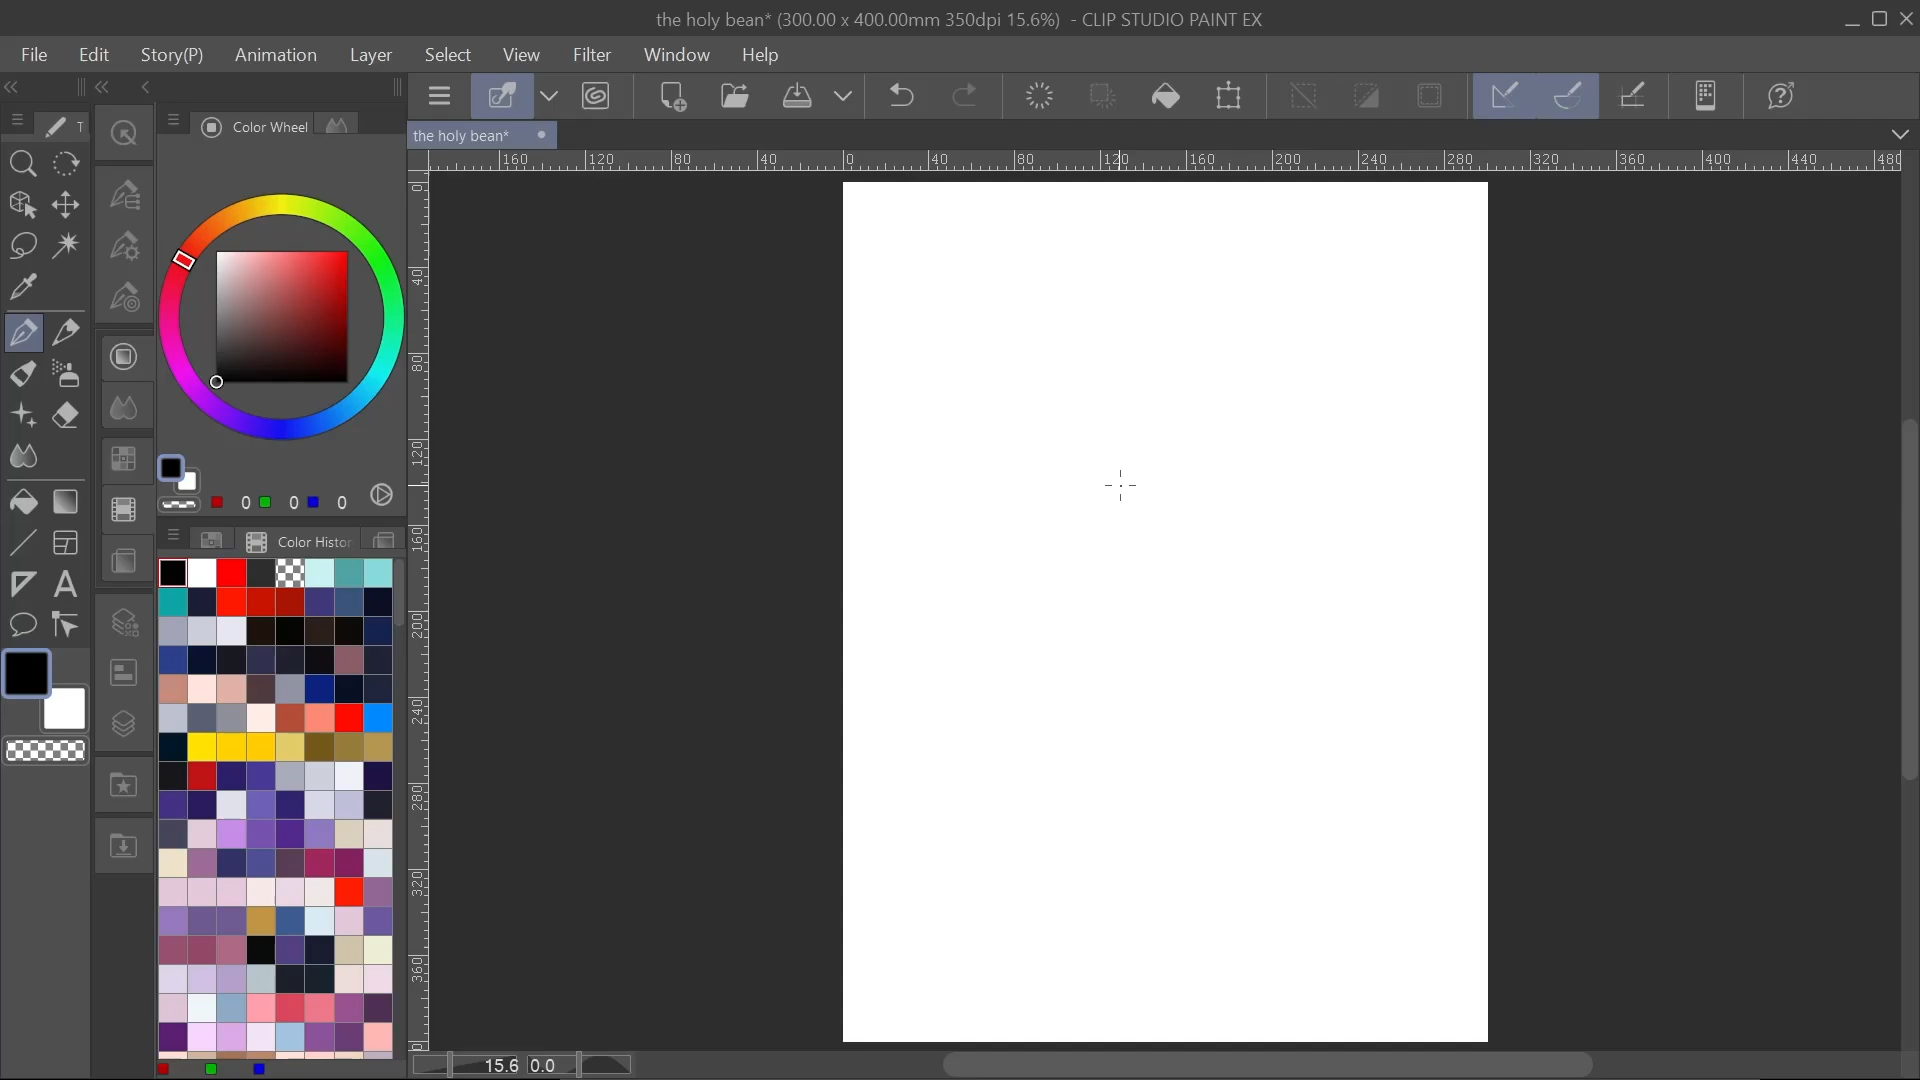 the holy bean* (300.00 x 400.00mm 350dpi 15.6%) - CLIP STUDIO PAINT EX
File Edit Story(P) Animation Layer Select View Filter Window Help
T
Color Wheel
the holy bean*
160 120 80 40 0 40 80 120 160 200 240 280 320 360 400 440 480
0
40
80
120
160
200
240
280
320
360
0 0 0
Color Histor
15.6 0.0